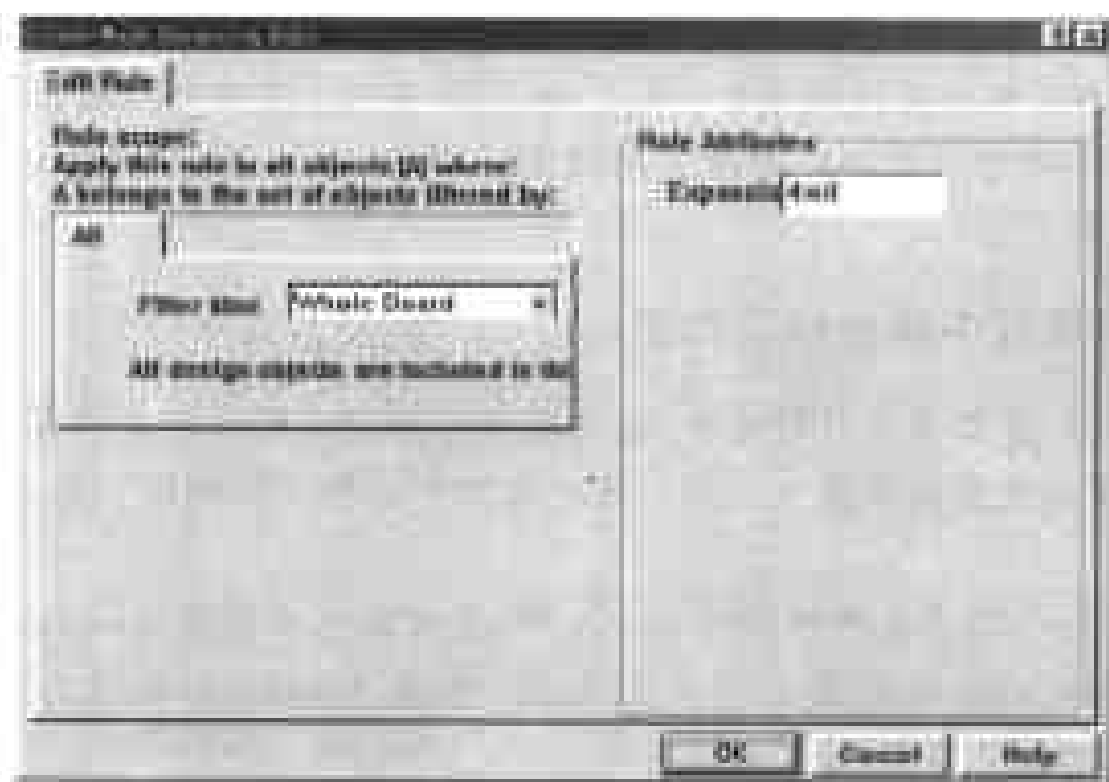 Edit Rule
Rule scope:
Apply this rule to all objects (A) where:
A belongs to the set of objects filtered by:
Rule Attributes
Expansio 4mil
All
Filter kind Whole Board
All design objects are included in the
OK Cancel Help